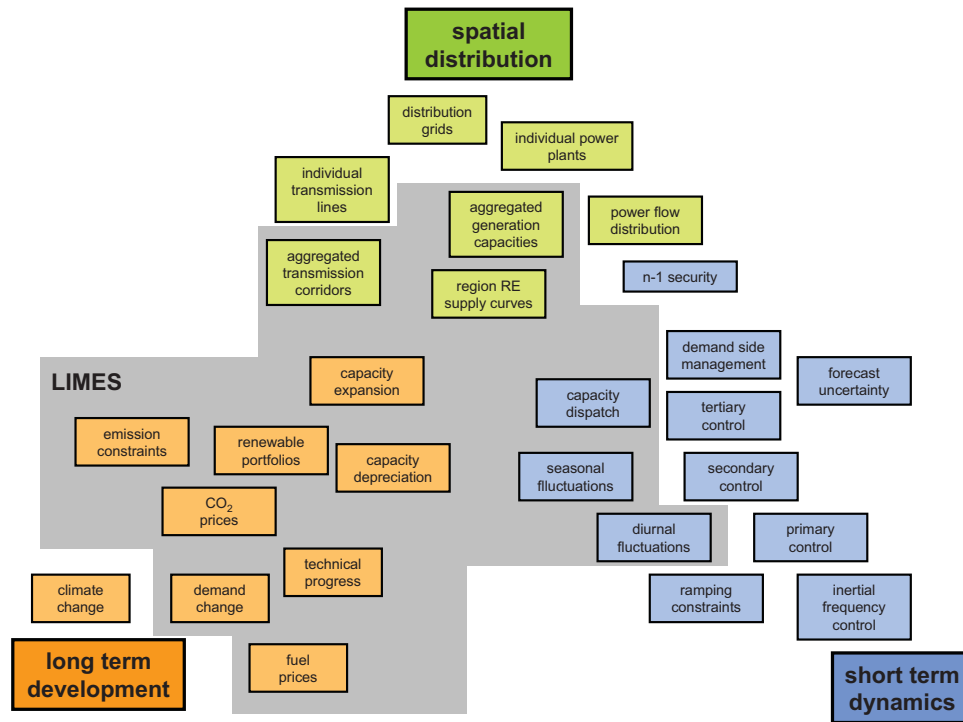 spatial
distribution
distribution
grids
individual power
plants
individual
transmission
lines
aggregated
generation
capacities
power flow
distribution
aggregated
transmission
corridors
region RE
supply curves
n-1 security
demand side
management
forecast
uncertainty
LIMES
capacity
expansion
capacity
dispatch
tertiary
control
emission
constraints
renewable
portfolios
capacity
depreciation
seasonal
flluctuations
secondary
control
CO2
prices
diurnal
fluctuations
primary
control
technical
progress
climate
change
demand
change
ramping
constraints
inertial
frequency
control
long term
development
fuel
prices
short term
dynamics